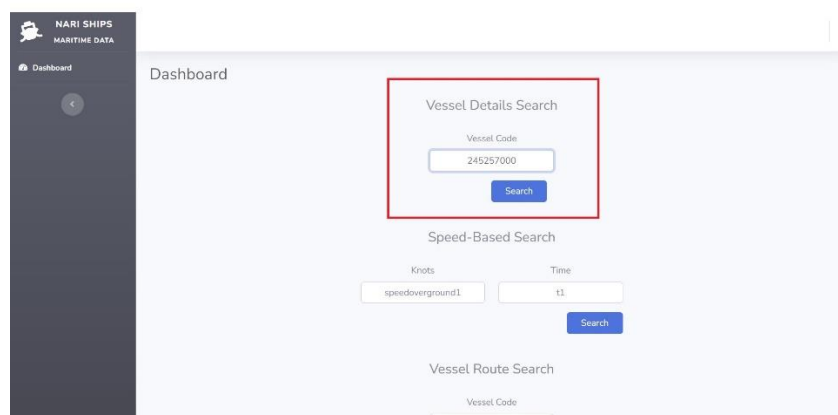 NARI SHIPS
MARITIME DATA
Dashboard
Dashboard
Vessel Details Search
Vessel Code
245257000
Search
Speed-Based Search
Knots Time
speedoverground1 t1
Search
Vessel Route Search
Vessel Code